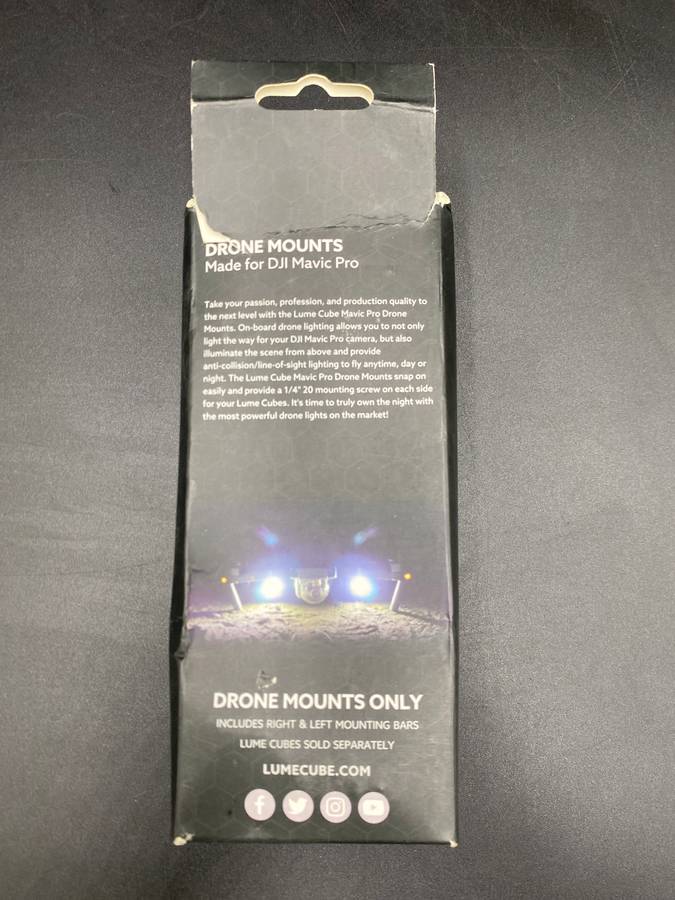 DRONE MOUNTS
Made for DJI Mavic Pro
Take your passion, profession, and production quality to
the next level with the Lume Cube Mavic Pro Drone
Mounts. On-board drone lighting allows you to not only
light the way for your DJI Mavic Pro camera, but also
illuminate the scene from above and provide
anti-collision/line-of-sight lighting to fly anytime, day or
night. The Lume Cube Mavic Pro Drone Mounts snap on
easily and provide a 1/4" 20 mounting screw on each side
for your Lume Cubes. It's time to truly own the night with
the most powerful drone lights on the market!
DRONE MOUNTS ONLY
INCLUDES RIGHT & LEFT MOUNTING BARS
LUME CUBES SOLD SEPARATELY
LUMECUBE.COM